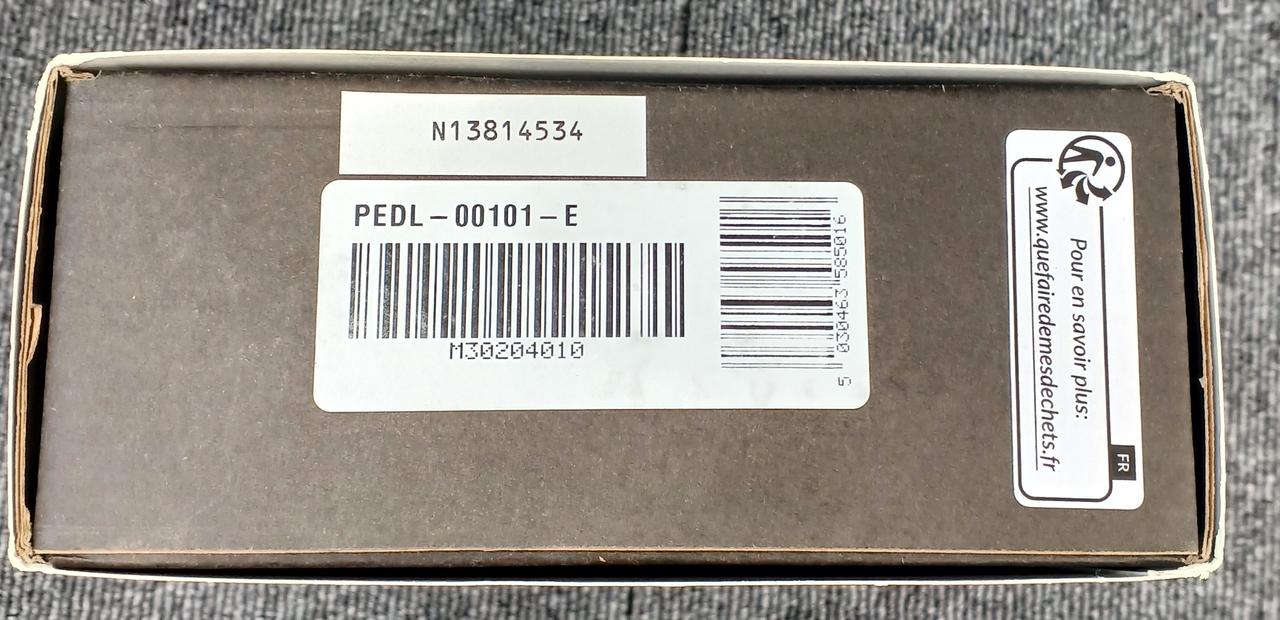 N13814534
PEDL-00101-E
M30204010
5 030463 585016
Pour en savoir plus:
www.quefairedemesdechets.fr
FR